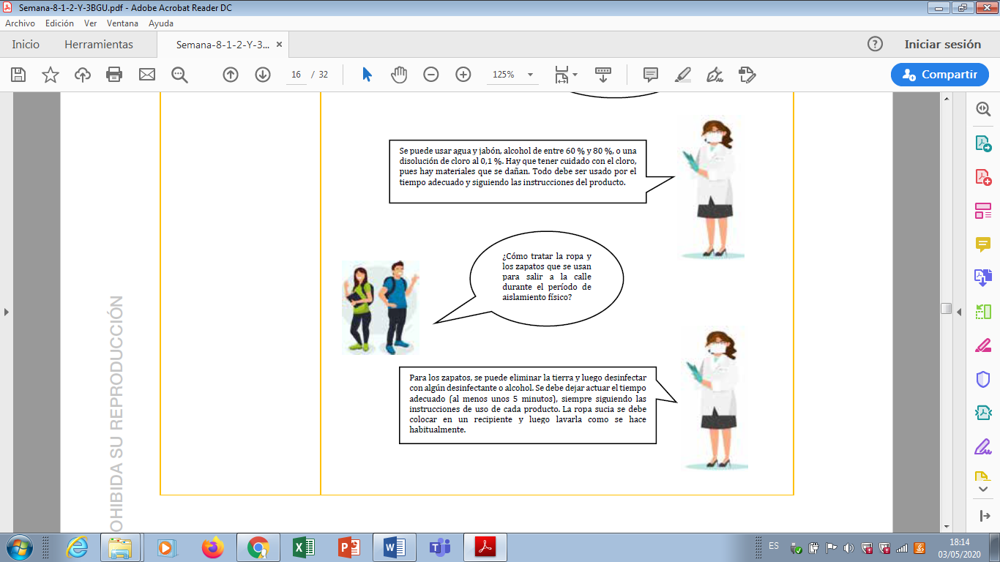 Semana-8-1-2-Y-3BGU.pdf - Adobe Acrobat Reader DC
Archivo Edición Ver Ventana Ayuda
Inicio Herramientas Semana-8-1-2-Y-3... Iniciar sesión
16 / 32 125% Compartir
Se puede usar agua y jabón, alcohol de entre 60 % y 80 %, o una
disolución de cloro al 0,1 %. Hay que tener cuidado con el cloro,
pues hay materiales que se dañan. Todo debe ser usado por el
tiempo adecuado y siguiendo las instrucciones del producto.
¿Cómo tratar la ropa y
los zapatos que se usan
para salir a la calle
durante el período de
aislamiento físico?
Para los zapatos, se puede eliminar la tierra y luego desinfectar
con algún desinfectante o alcohol. Se debe dejar actuar el tiempo
adecuado (al menos unos 5 minutos), siempre siguiendo las
instrucciones de uso de cada producto. La ropa sucia se debe
colocar en un recipiente y luego lavarla como se hace
habitualmente.
OHIBIDA SU REPRODUCCIÓN
ES 18:14
03/05/2020